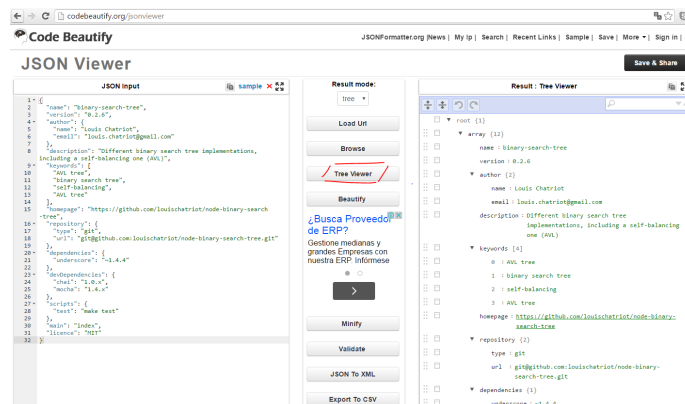 codebeautify.org/jsonviewer
Code Beautify
JSONFormatter.org |News | My Ip | Search | Recent Links | Sample | Save | More | Sign in |
JSON Viewer
Save & Share
JSON Input
sample
1 {
2 "name": "binary-search-tree",
3 "version": "0.2.6",
4 "author": {
5 "name": "Louis Chatriot",
6 "email": "louis.chatriot@gmail.com"
7 },
8 "description": "Different binary search tree implementations,
including a self-balancing one (AVL)",
9 "keywords": [
10 "AVL tree",
11 "binary search tree",
12 "self-balancing",
13 "AVL tree"
14 ],
15 "homepage": "https://github.com/louischatriot/node-binary-search
-tree",
16 "repository": {
17 "type": "git",
18 "url": "git@github.com:louischatriot/node-binary-search-tree.git"
19 },
20 "dependencies": {
21 "underscore": "~1.4.4"
22 },
23 "devDependencies": {
24 "chai": "1.0.x",
25 "mocha": "1.4.x"
26 },
27 "scripts": {
28 "test": "make test"
29 },
30 "main": "index",
31 "licence": "MIT"
32 }
Result mode:
tree
Load Url
Browse
Tree Viewer
Beautify
¿Busca Proveedor
de ERP?
Gestione medianas y
grandes Empresas con
nuestra ERP. Infórmese
Minify
Validate
JSON To XML
Export To CSV
Result : Tree Viewer
root {1}
array {12}
name : binary-search-tree
version : 0.2.6
author {2}
name : Louis Chatriot
email : louis.chatriot@gmail.com
description : Different binary search tree
implementations, including a self-balancing
one (AVL)
keywords [4]
0 : AVL tree
1 : binary search tree
2 : self-balancing
3 : AVL tree
homepage : https://github.com/louischatriot/node-binary-
search-tree
repository {2}
type : git
url : git@github.com:louischatriot/node-binary-
search-tree.git
dependencies {1}